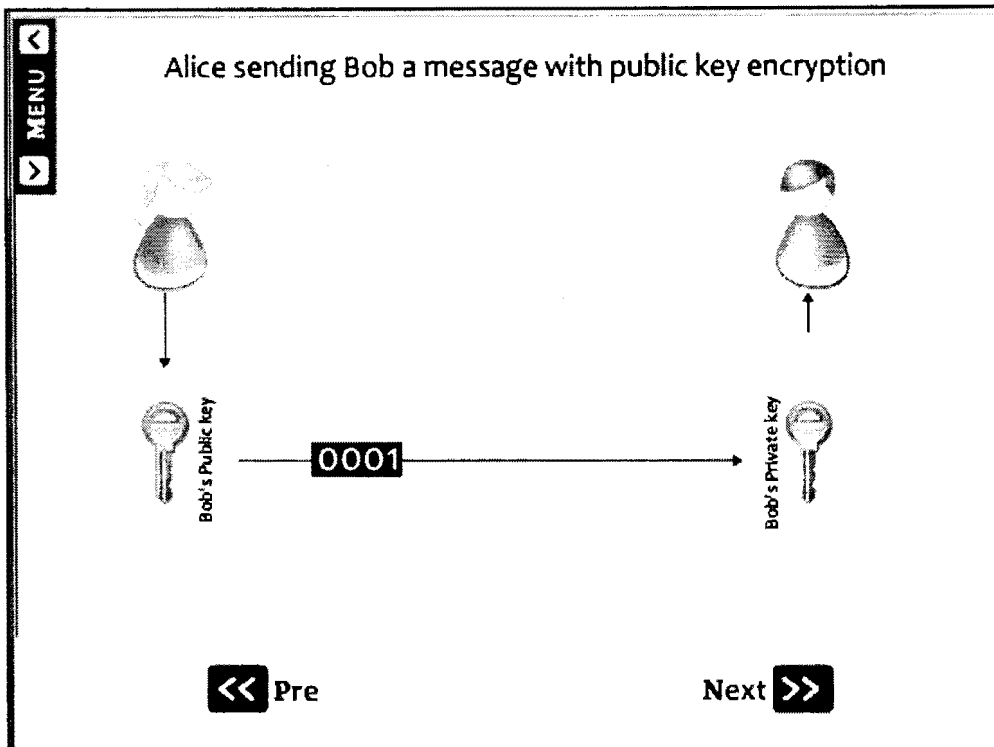 Alice sending Bob a message with public key encryption
< MENU >
Bob's Public key
0001
Bob's Private key
<< Pre
Next >>